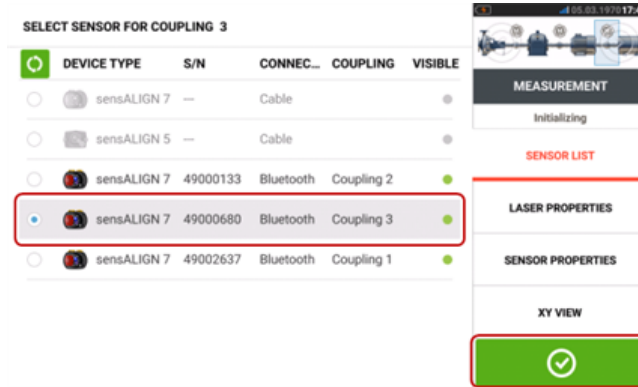 SELECT SENSOR FOR COUPLING 3
DEVICE TYPE S/N CONNEC... COUPLING VISIBLE
sensALIGN 7 — Cable
sensALIGN 5 — Cable
sensALIGN 7 49000133 Bluetooth Coupling 2
sensALIGN 7 49000680 Bluetooth Coupling 3
sensALIGN 7 49002637 Bluetooth Coupling 1
05.03.1970
MEASUREMENT
Initializing
SENSOR LIST
LASER PROPERTIES
SENSOR PROPERTIES
XY VIEW